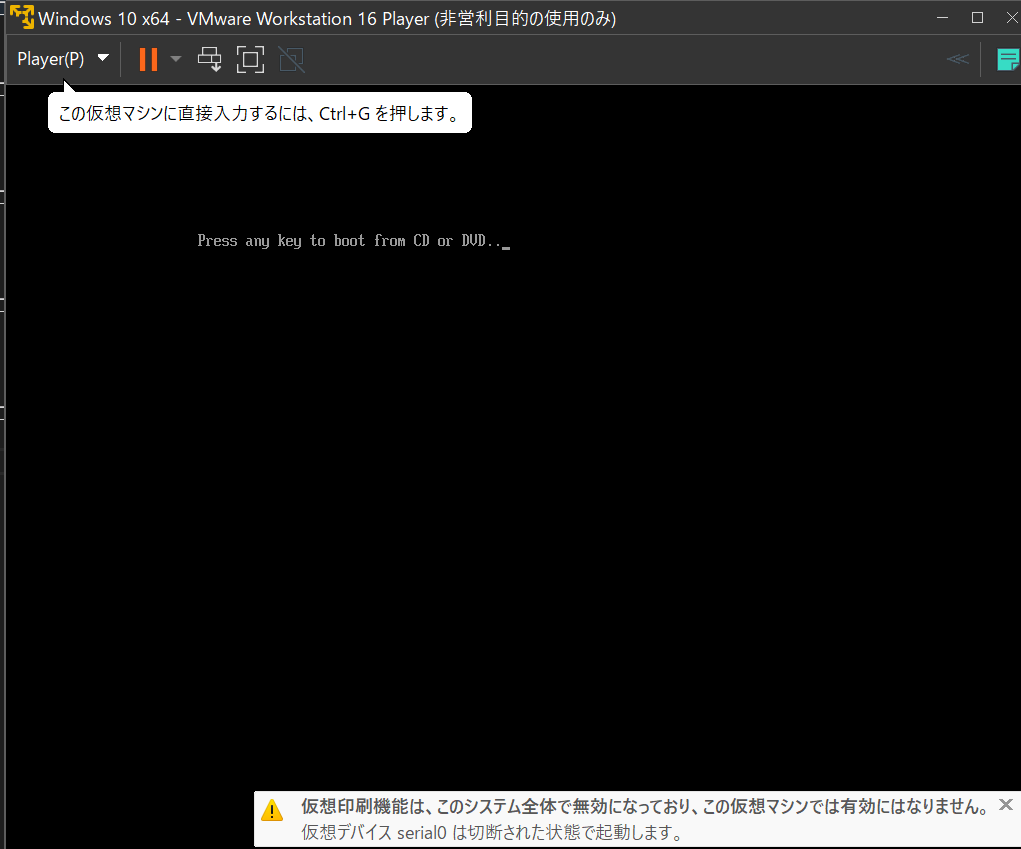 Windows 10 x64 - VMware Workstation 16 Player (非営利目的の使用のみ)
Player(P)
この仮想マシンに直接入力するには、Ctrl+G を押します。
Press any key to boot from CD or DVD.._
仮想印刷機能は、このシステム全体で無効になっており、この仮想マシンでは有効にはなりません。
仮想デバイス serial0 は切断された状態で起動します。